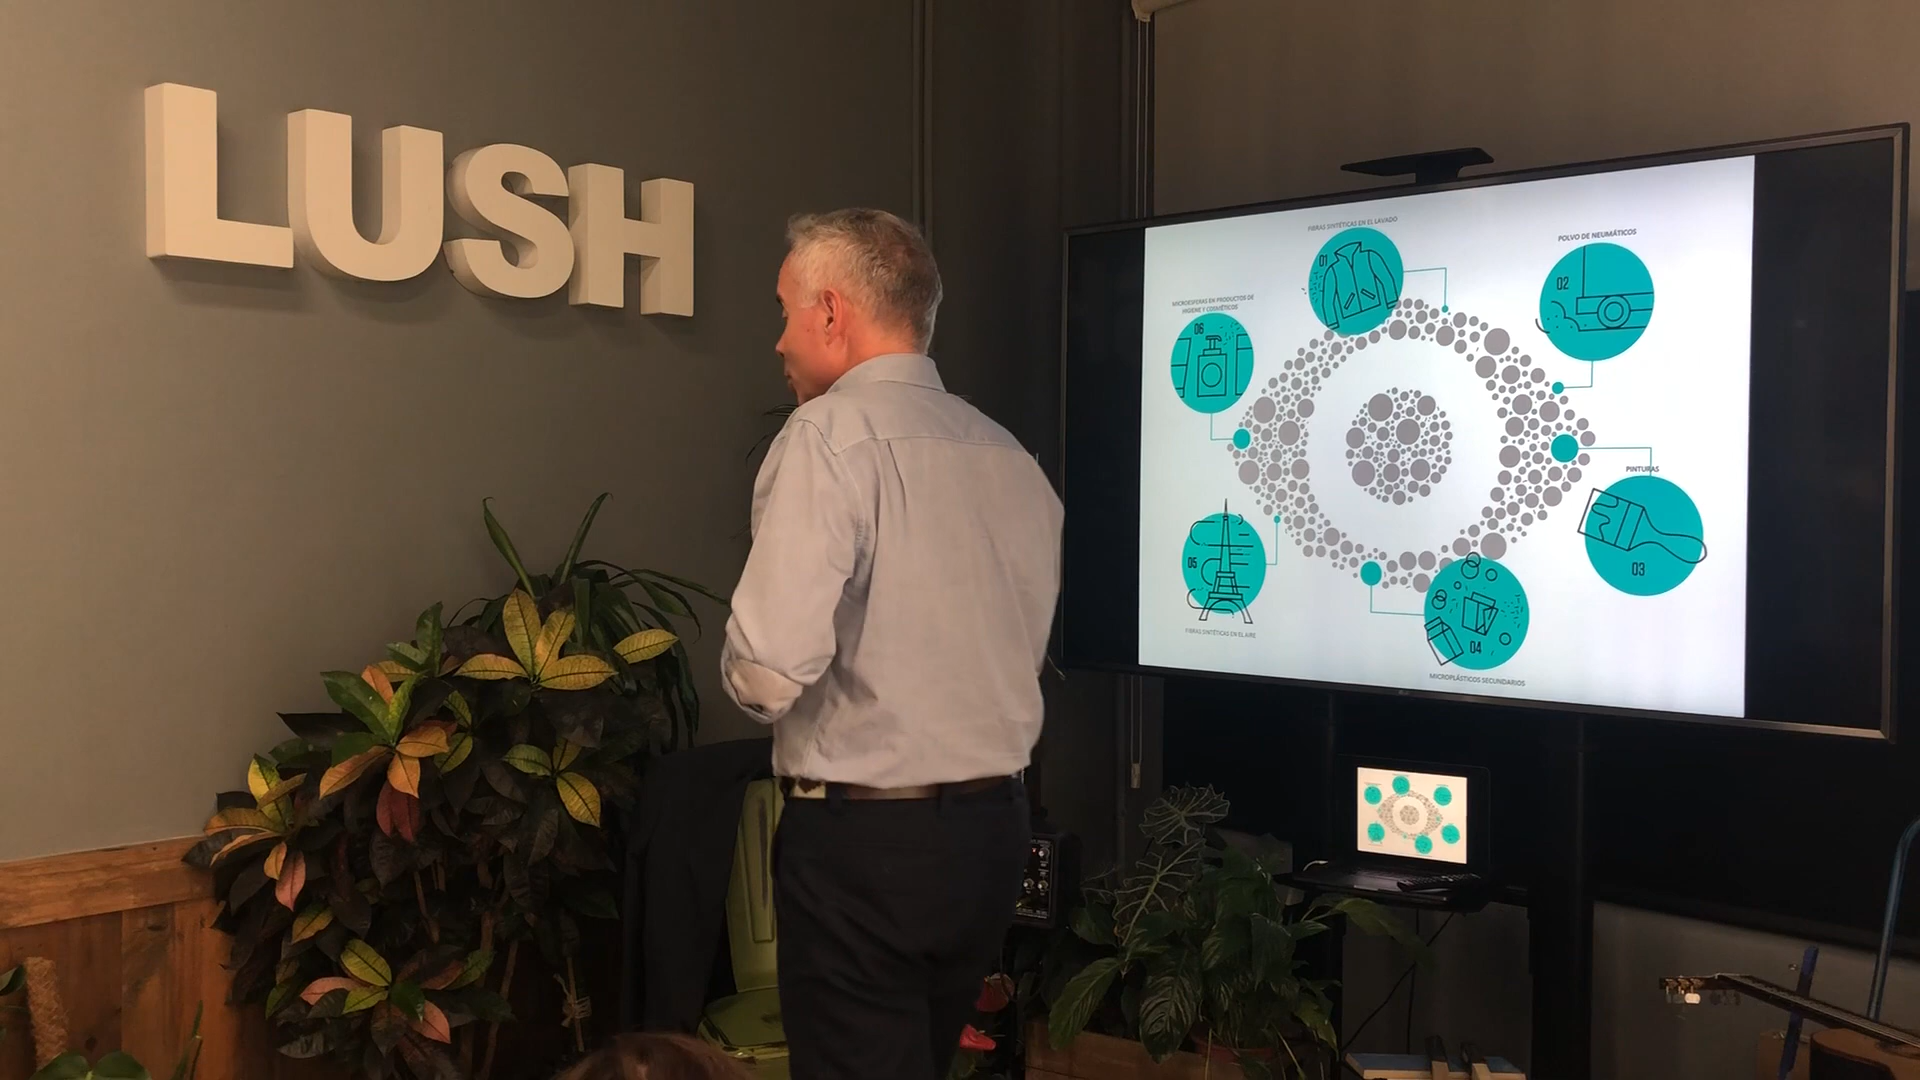 LUSH
FIBRAS SINTÉTICAS EN EL LAVADO
01
POLVO DE NEUMÁTICOS
02
MICROESFERAS EN PRODUCTOS DE
HIGIENE Y COSMÉTICOS
06
PINTURAS
03
05
FIBRAS SINTÉTICAS EN EL AIRE
04
MICROPLÁSTICOS SECUNDARIOS